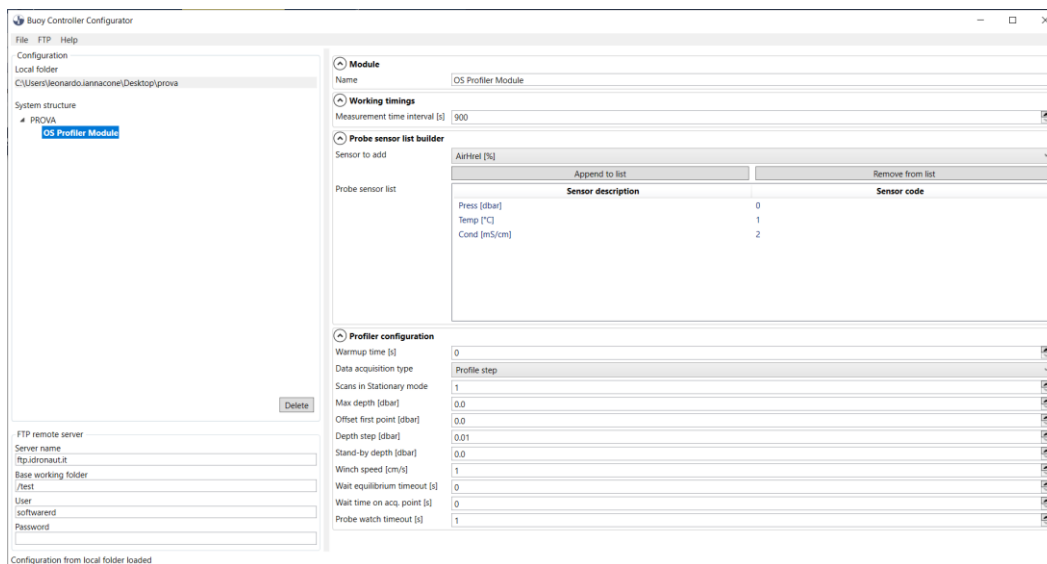 Buoy Controller Configurator
File FTP Help
Configuration
Local folder
C:\Users\leonardo.iannacone\Desktop\prova
System structure
PROVA
OS Profiler Module
Delete
FTP remote server
Server name
ftp.idronaut.it
Base working folder
/test
User
softwarerd
Password
Configuration from local folder loaded
Module
Name OS Profiler Module
Working timings
Measurement time interval [s] 900
Probe sensor list builder
Sensor to add AirHrel [%]
Append to list Remove from list
Probe sensor list Sensor description Sensor code
Press [dbar] 0
Temp [°C] 1
Cond [mS/cm] 2
Profiler configuration
Warmup time [s] 0
Data acquisition type Profile step
Scans in Stationary mode 1
Max depth [dbar] 0.0
Offset first point [dbar] 0.0
Depth step [dbar] 0.01
Stand-by depth [dbar] 0.0
Winch speed [cm/s] 1
Wait equilibrium timeout [s] 0
Wait time on acq. point [s] 0
Probe watch timeout [s] 1